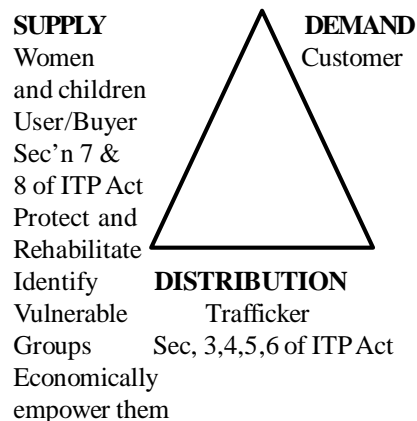 SUPPLY DEMAND
Women Customer
and children
User/Buyer
Sec’n 7 &
8 of ITP Act
Protect and
Rehabilitate
Identify DISTRIBUTION
Vulnerable Trafficker
Groups Sec, 3,4,5,6 of ITP Act
Economically
empower them